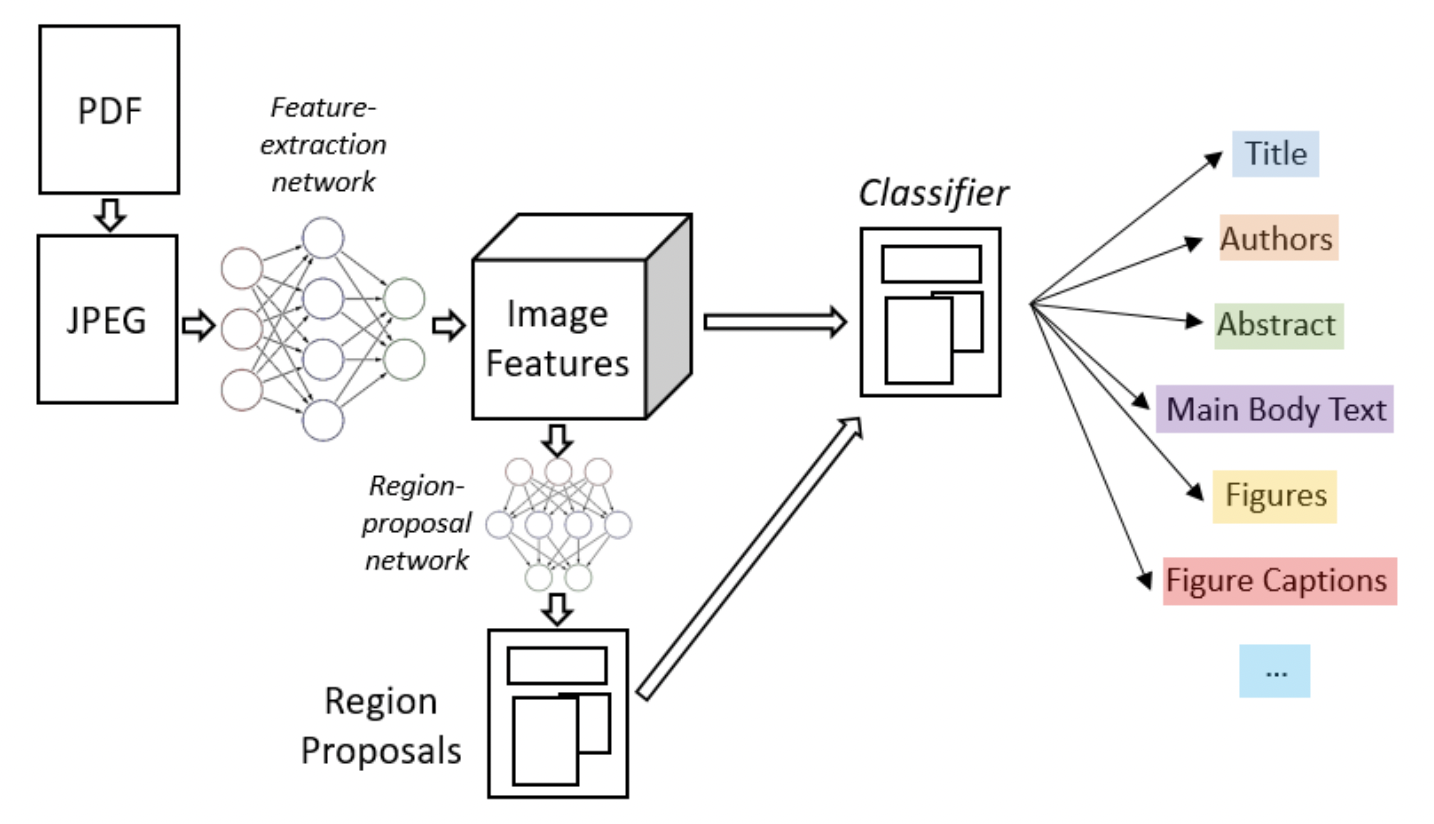 PDF
JPEG
Feature-
extraction
network
Image
Features
Region-
proposal
network
Region
Proposals
Classifier
Title
Authors
Abstract
Main Body Text
Figures
Figure Captions
...